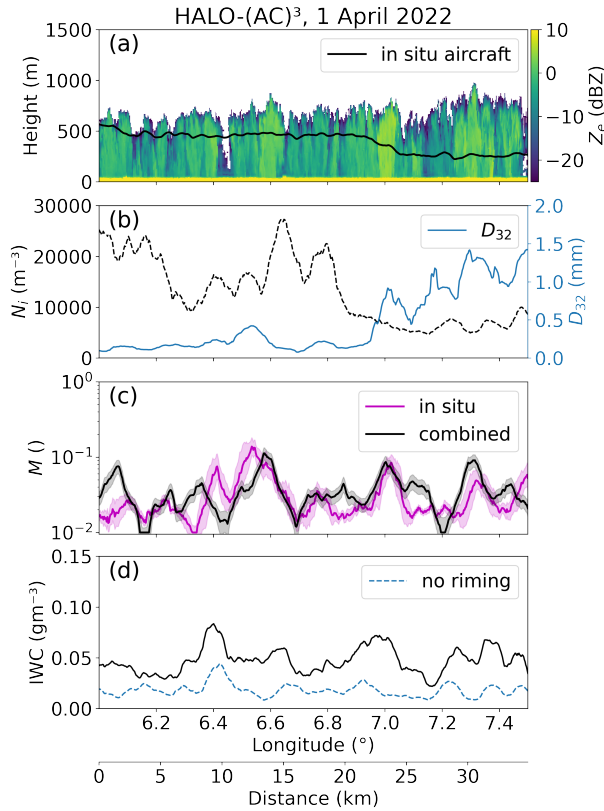 HALO-(AC)³, 1 April 2022
(a)
in situ aircraft
1500
1000
500
0
Height (m)
10
0
−10
−20
Zₑ (dBZ)
(b)
D₃₂
30000
20000
10000
0
Nᵢ (m⁻³)
2.0
1.5
1.0
0.5
0.0
D₃₂ (mm)
(c)
in situ
combined
10⁰
10⁻¹
10⁻²
M ()
(d)
no riming
0.15
0.10
0.05
0.00
IWC (gm⁻³)
6.2 6.4 6.6 6.8 7.0 7.2 7.4
Longitude (°)
0 5 10 15 20 25 30
Distance (km)